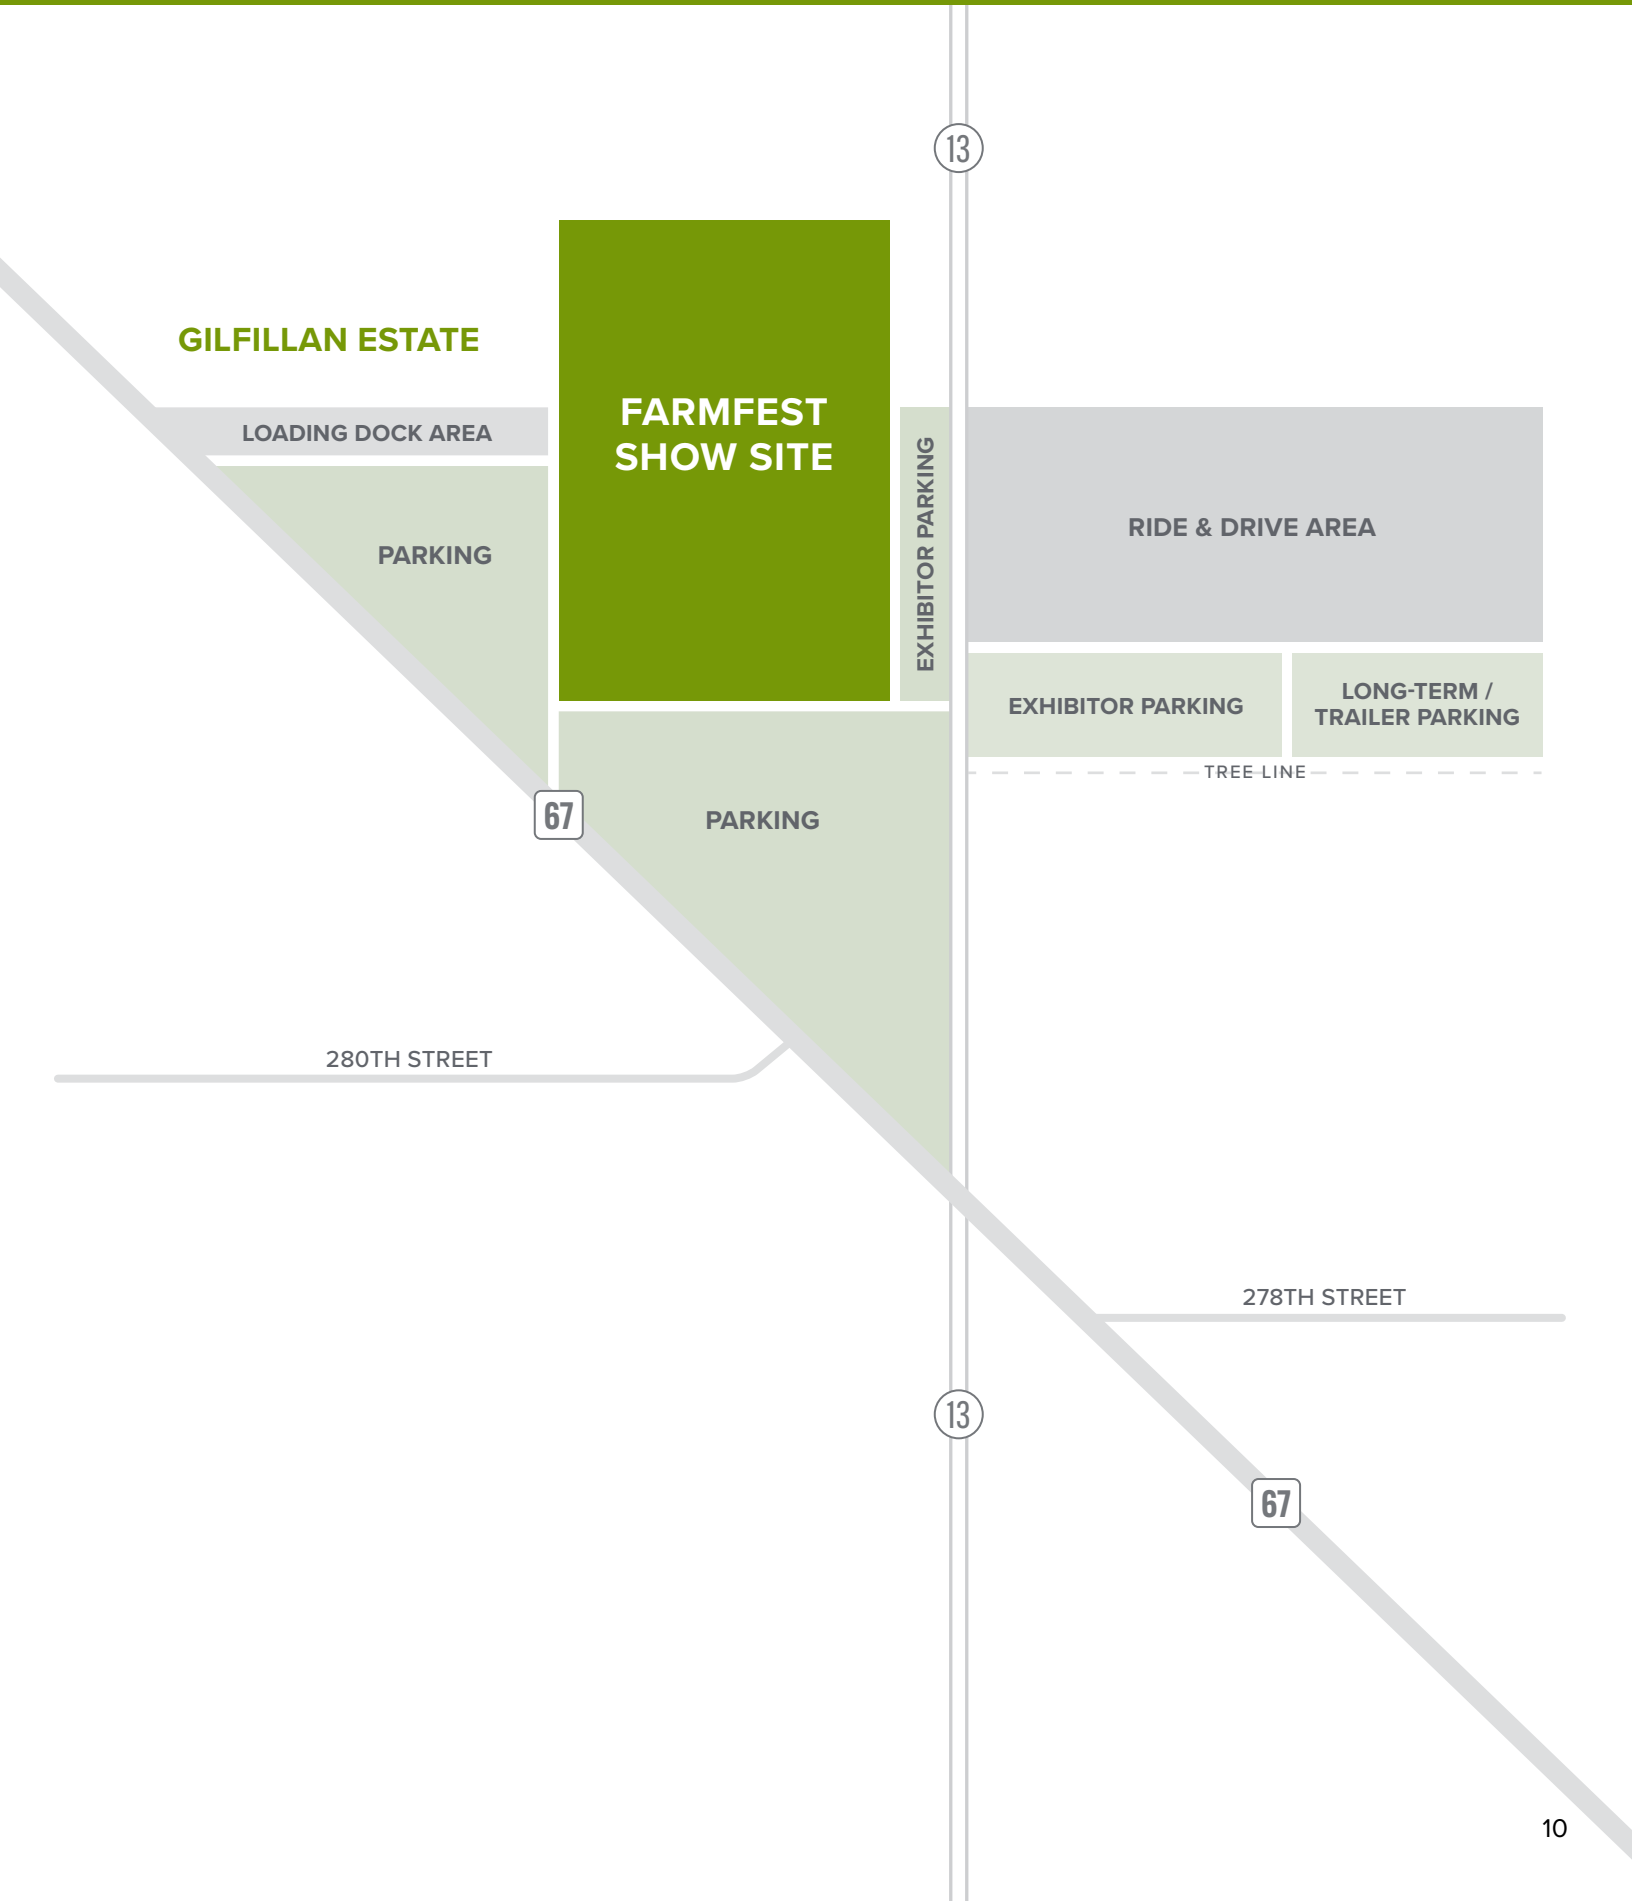 13
GILFILLAN ESTATE
FARMFEST
SHOW SITE
LOADING DOCK AREA
PARKING
EXHIBITOR PARKING
RIDE & DRIVE AREA
EXHIBITOR PARKING
LONG-TERM /
TRAILER PARKING
TREE LINE
67
PARKING
280TH STREET
278TH STREET
13
67
10